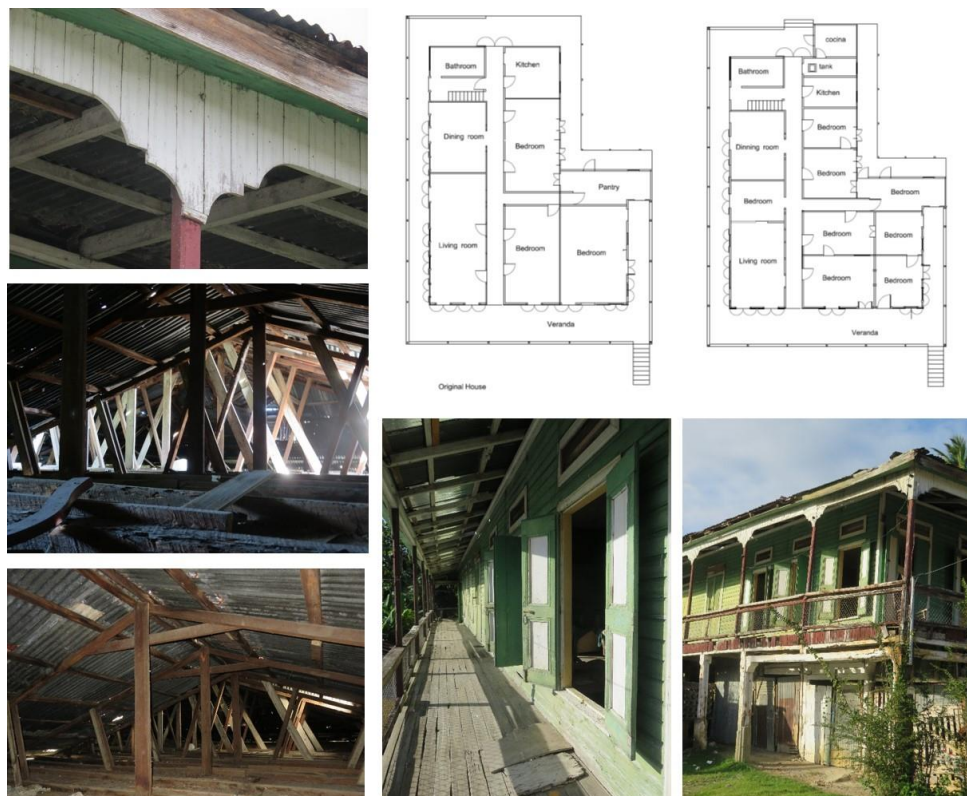 Bathroom
Kitchen
Dining room
Bedroom
Pantry
Living room
Bedroom
Bedroom
Veranda
Original House
cocina
Bathroom
tank
Kitchen
Bedroom
Dinning room
Bedroom
Bedroom
Bedroom
Bedroom
Bedroom
Living room
Bedroom
Bedroom
Veranda